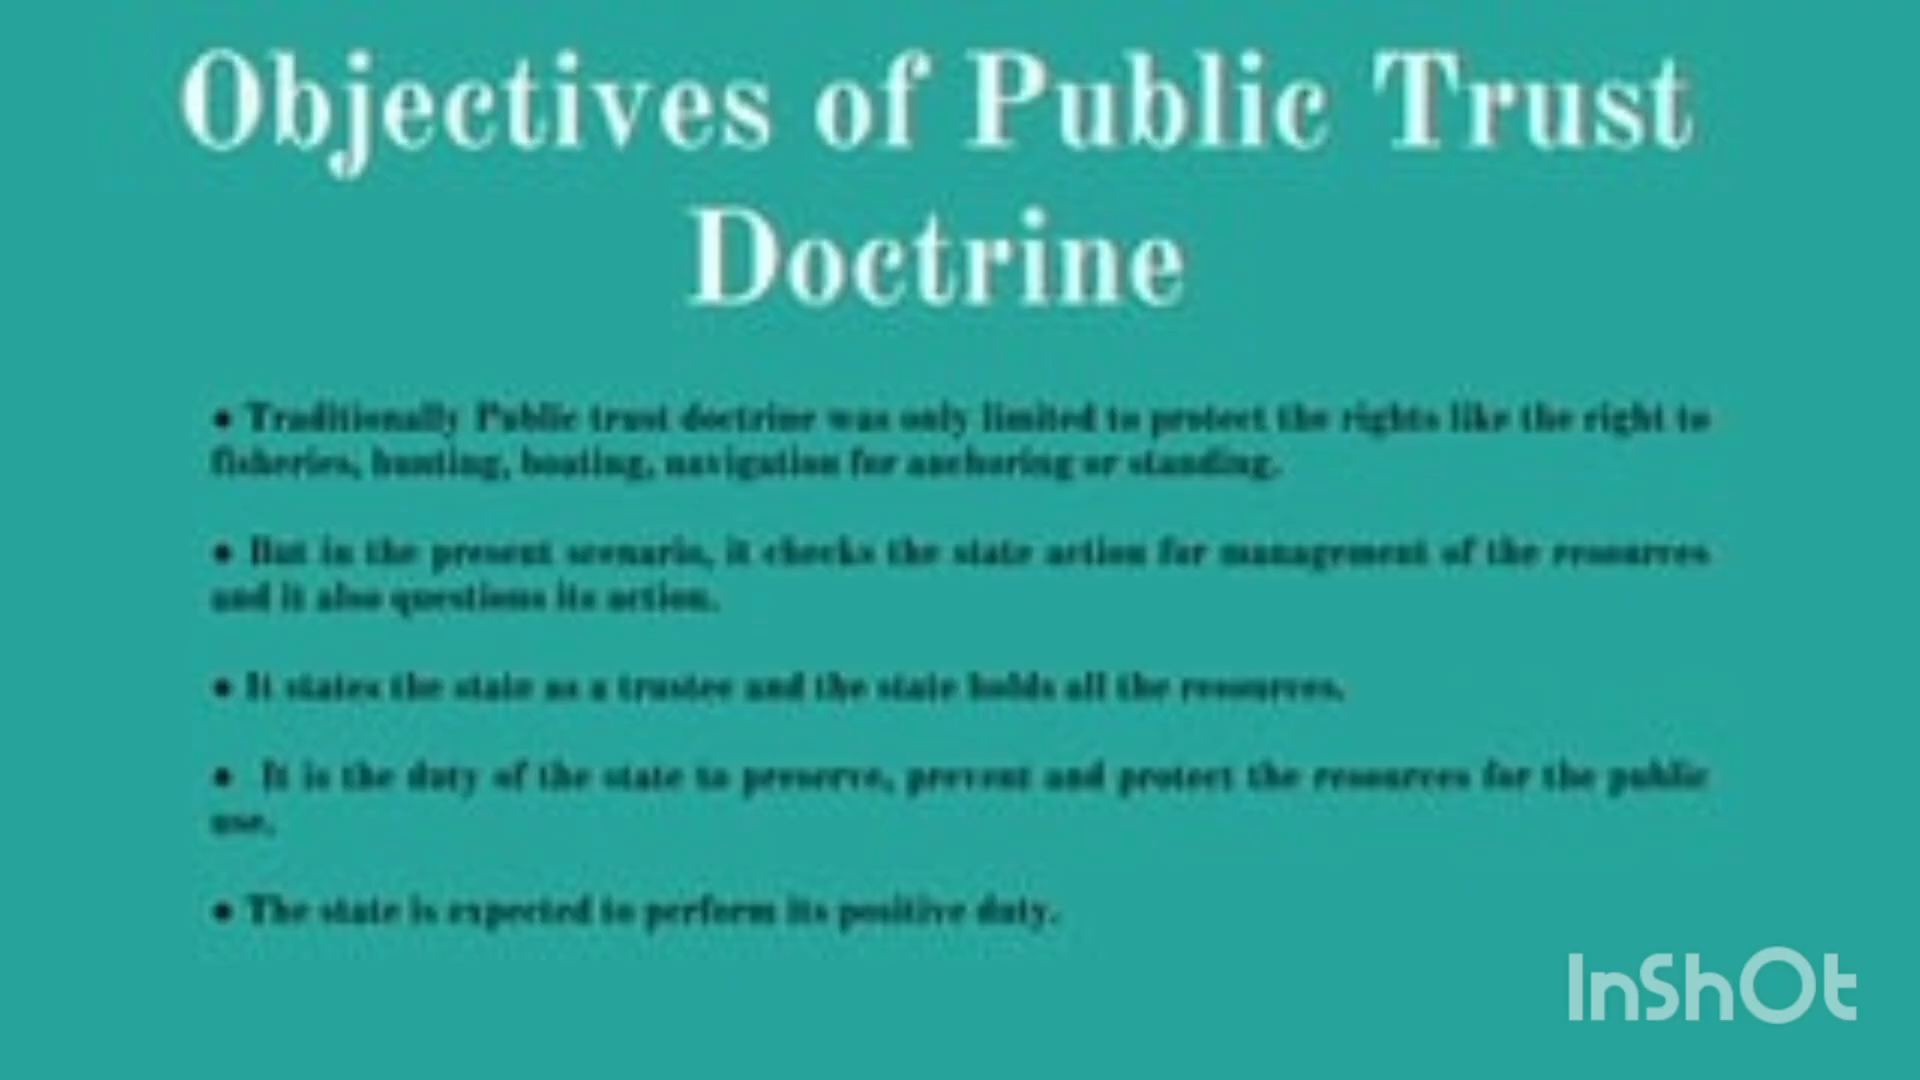 Objectives of Public Trust
Doctrine
● Traditionally Public trust doctrine was only limited to protect the rights like the right to
fisheries, hunting, boating, navigation for anchoring or standing.
● But in the present scenario, it checks the state action for management of the resources
and it also questions its action.
● It states the state as a trustee and the state holds all the resources.
● It is the duty of the state to preserve, prevent and protect the resources for the public
use.
● The state is expected to perform its positive duty.
InShOt